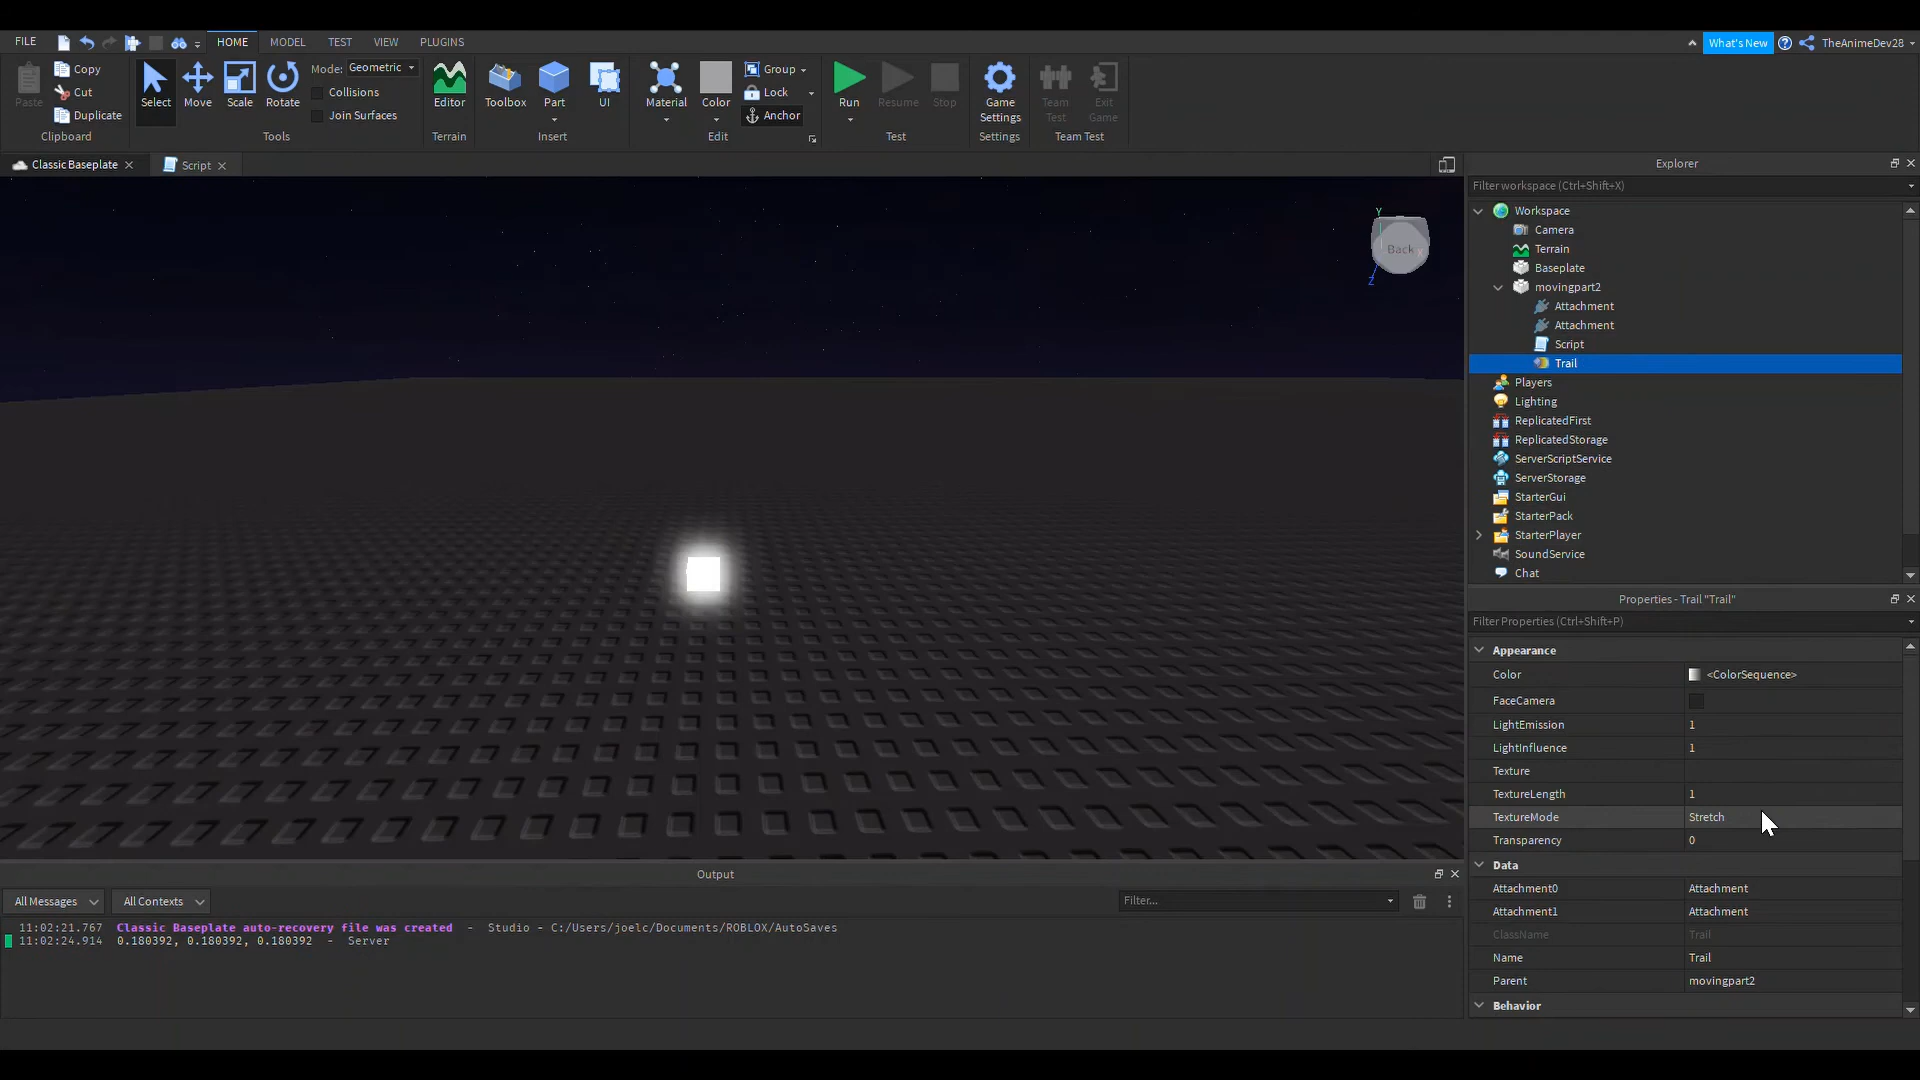 FILE HOME MODEL TEST VIEW PLUGINS What's New TheAnimeDev28
Paste Copy Cut Duplicate Clipboard
Select Move Scale Rotate Mode: Geometric Collisions Join Surfaces Tools
Editor Terrain
Toolbox Part UI Insert
Material Color Group Lock Anchor Edit
Run Resume Stop Test
Game Settings Settings
Team Test Exit Game Team Test
Classic Baseplate Script
Back
Y
Z
Explorer
Filter workspace (Ctrl+Shift+X)
Workspace
Camera
Terrain
Baseplate
movingpart2
Attachment
Attachment
Script
Trail
Players
Lighting
ReplicatedFirst
ReplicatedStorage
ServerScriptService
ServerStorage
StarterGui
StarterPack
StarterPlayer
SoundService
Chat
Properties - Trail "Trail"
Filter Properties (Ctrl+Shift+P)
Appearance
Color <ColorSequence>
FaceCamera
LightEmission 1
LightInfluence 1
Texture
TextureLength 1
TextureMode Stretch
Transparency 0
Data
Attachment0 Attachment
Attachment1 Attachment
ClassName Trail
Name Trail
Parent movingpart2
Behavior
Output
All Messages All Contexts Filter...
11:02:21.767 Classic Baseplate auto-recovery file was created - Studio - C:/Users/joelc/Documents/ROBLOX/AutoSaves
11:02:24.914 0.180392, 0.180392, 0.180392 - Server